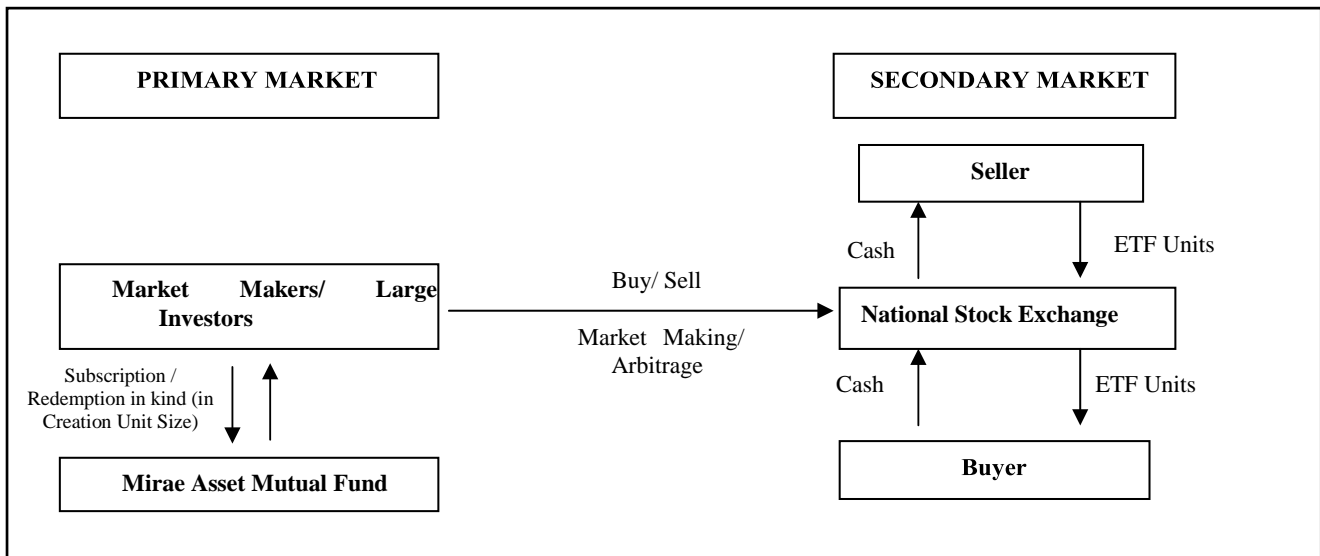 PRIMARY MARKET
SECONDARY MARKET
Seller
Cash
ETF Units
Market Makers/ Large
Investors
Buy/ Sell
National Stock Exchange
Market Making/
Arbitrage
Subscription /
Redemption in kind (in
Creation Unit Size)
Cash
ETF Units
Mirae Asset Mutual Fund
Buyer